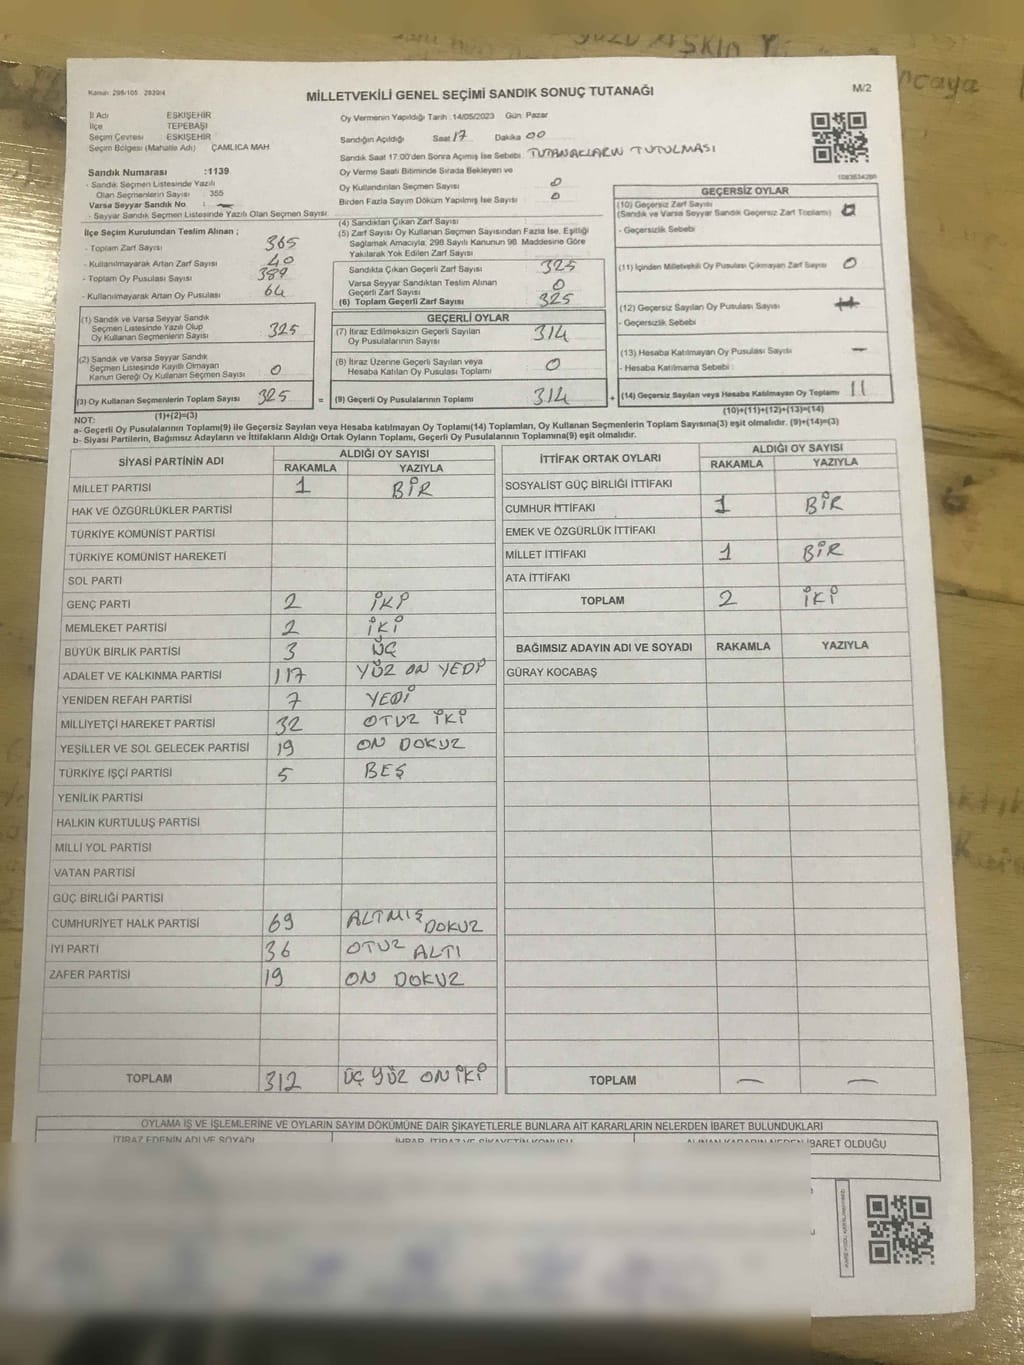 Kanun: 298/105 2839/4
MİLLETVEKİLİ GENEL SEÇİMİ SANDIK SONUÇ TUTANAĞI
M/2
İl Adı ESKİŞEHİR
İlçe TEPEBAŞI
Seçim Çevresi ESKİŞEHİR
Seçim Bölgesi (Mahalle Adı) ÇAMLICA MAH
Oy Vermenin Yapıldığı Tarih :14/05/2023 Gün: Pazar
Sandığın Açıldığı Saat 17 Dakika 00
Sandık Saat 17:00'den Sonra Açımış İse Sebebi TUTANAKLARIN TUTULMASI
Oy Verme Saati Bitiminde Sırada Bekleyen ve
Oy Kullandırılan Seçmen Sayısı 0
Birden Fazla Sayım Döküm Yapılmış İse Sayısı 0
Sandık Numarası :1139
- Sandık Seçmen Listesinde Yazılı
Olan Seçmenlerin Sayısı : 355
Varsa Seyyar Sandık No : -
- Sayyar Sandık Seçmen Listesinde Yazılı Olan Seçmen Sayısı:
İlçe Seçim Kurulundan Teslim Alınan ;
- Toplam Zarf Sayısı 365
- Kullanılmayarak Artan Zarf Sayısı 40
- Toplam Oy Pusulası Sayısı 389
- Kullanılmayarak Artan Oy Pusulası 64
(1) Sandık ve Varsa Seyyar Sandık
Seçmen Listesinde Yazılı Olup
Oy Kullanan Seçmenlerin Sayısı 325
(2) Sandık ve Varsa Seyyar Sandık
Seçmen Listesinde Kayıtlı Olmayan
Kanun Gereği Oy Kullanan Seçmen Sayısı 0
(3) Oy Kullanan Seçmenlerin Toplam Sayısı 325
(1)+(2)=(3)
(4) Sandıktan Çıkan Zarf Sayısı
(5) Zarf Sayısı Oy Kullanan Seçmen Sayısından Fazla İse, Eşitliği
Sağlamak Amacıyla, 298 Sayılı Kanunun 98. Maddesine Göre
Yakılarak Yok Edilen Zarf Sayısı
Sandıkta Çıkan Geçerli Zarf Sayısı 325
Varsa Seyyar Sandıktan Teslim Alınan
Geçerli Zarf Sayısı 0
(6) Toplam Geçerli Zarf Sayısı 325
GEÇERLİ OYLAR
(7) İtiraz Edilmeksizin Geçerli Sayılan
Oy Pusulalarının Sayısı 314
(8) İtiraz Üzerine Geçerli Sayılan veya
Hesaba Katılan Oy Pusulası Toplamı 0
= (9) Geçerli Oy Pusulalarının Toplamı 314
GEÇERSİZ OYLAR
(10) Geçersiz Zarf Sayısı
(Sandık ve Varsa Seyyar Sandık Geçersiz Zarf Toplamı)
- Geçersizlik Sebebi
(11) İçinden Milletvekili Oy Pusulası Çıkmayan Zarf Sayısı 0
(12) Geçersiz Sayılan Oy Pusulası Sayısı
- Geçersizlik Sebebi
(13) Hesaba Katılmayan Oy Pusulası Sayısı -
- Hesaba Katılmama Sebebi
+ (14) Geçersiz Sayılan veya Hesaba Katılmayan Oy Toplamı 11
(10)+(11)+(12)+(13)=(14)
NOT:
a- Geçerli Oy Pusulalarının Toplamı(9) ile Geçersiz Sayılan veya Hesaba katılmayan Oy Toplamı(14) Toplamları, Oy Kullanan Seçmenlerin Toplam Sayısına(3) eşit olmalıdır. (9)+(14)=(3)
b- Siyasi Partilerin, Bağımsız Adayların ve İttifakların Aldığı Ortak Oyların Toplamı, Geçerli Oy Pusulalarının Toplamına(9) eşit olmalıdır.
SİYASİ PARTİNİN ADI ALDIĞI OY SAYISI
RAKAMLA YAZIYLA
MİLLET PARTİSİ 1 BİR
HAK VE ÖZGÜRLÜKLER PARTİSİ
TÜRKİYE KOMÜNİST PARTİSİ
TÜRKİYE KOMÜNİST HAREKETİ
SOL PARTİ
GENÇ PARTİ 2 İKİ
MEMLEKET PARTİSİ 2 İKİ
BÜYÜK BİRLİK PARTİSİ 3 ÜÇ
ADALET VE KALKINMA PARTİSİ 117 YÜZ ON YEDİ
YENİDEN REFAH PARTİSİ 7 YEDİ
MİLLİYETÇİ HAREKET PARTİSİ 32 OTUZ İKİ
YEŞİLLER VE SOL GELECEK PARTİSİ 19 ON DOKUZ
TÜRKİYE İŞÇİ PARTİSİ 5 BEŞ
YENİLİK PARTİSİ
HALKIN KURTULUŞ PARTİSİ
MİLLİ YOL PARTİSİ
VATAN PARTİSİ
GÜÇ BİRLİĞİ PARTİSİ
CUMHURİYET HALK PARTİSİ 69 ALTMIŞ DOKUZ
İYİ PARTİ 36 OTUZ ALTI
ZAFER PARTİSİ 19 ON DOKUZ
TOPLAM 312 ÜÇ YÜZ ON İKİ
İTTİFAK ORTAK OYLARI ALDIĞI OY SAYISI
RAKAMLA YAZIYLA
SOSYALİST GÜÇ BİRLİĞİ İTTİFAKI
CUMHUR İTTİFAKI 1 BİR
EMEK VE ÖZGÜRLÜK İTTİFAKI
MİLLET İTTİFAKI 1 BİR
ATA İTTİFAKI
TOPLAM 2 İKİ
BAĞIMSIZ ADAYIN ADI VE SOYADI RAKAMLA YAZIYLA
GÜRAY KOCABAŞ
TOPLAM - -
OYLAMA İŞ VE İŞLEMLERİNE VE OYLARIN SAYIM DÖKÜMÜNE DAİR ŞİKAYETLERLE BUNLARA AİT KARARLARIN NELERDEN İBARET BULUNDUKLARI
İTİRAZ EDENİN ADI VE SOYADI
İBARET OLDUĞU